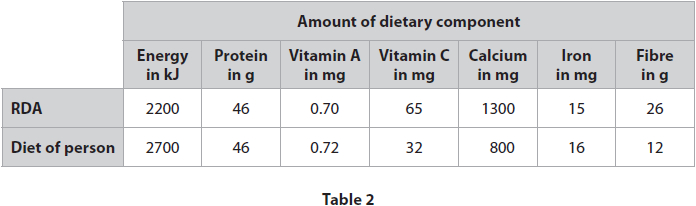 Amount of dietary component
Energy in kJ Protein in g Vitamin A in mg Vitamin C in mg Calcium in mg Iron in mg Fibre in g
RDA 2200 46 0.70 65 1300 15 26
Diet of person 2700 46 0.72 32 800 16 12
Table 2